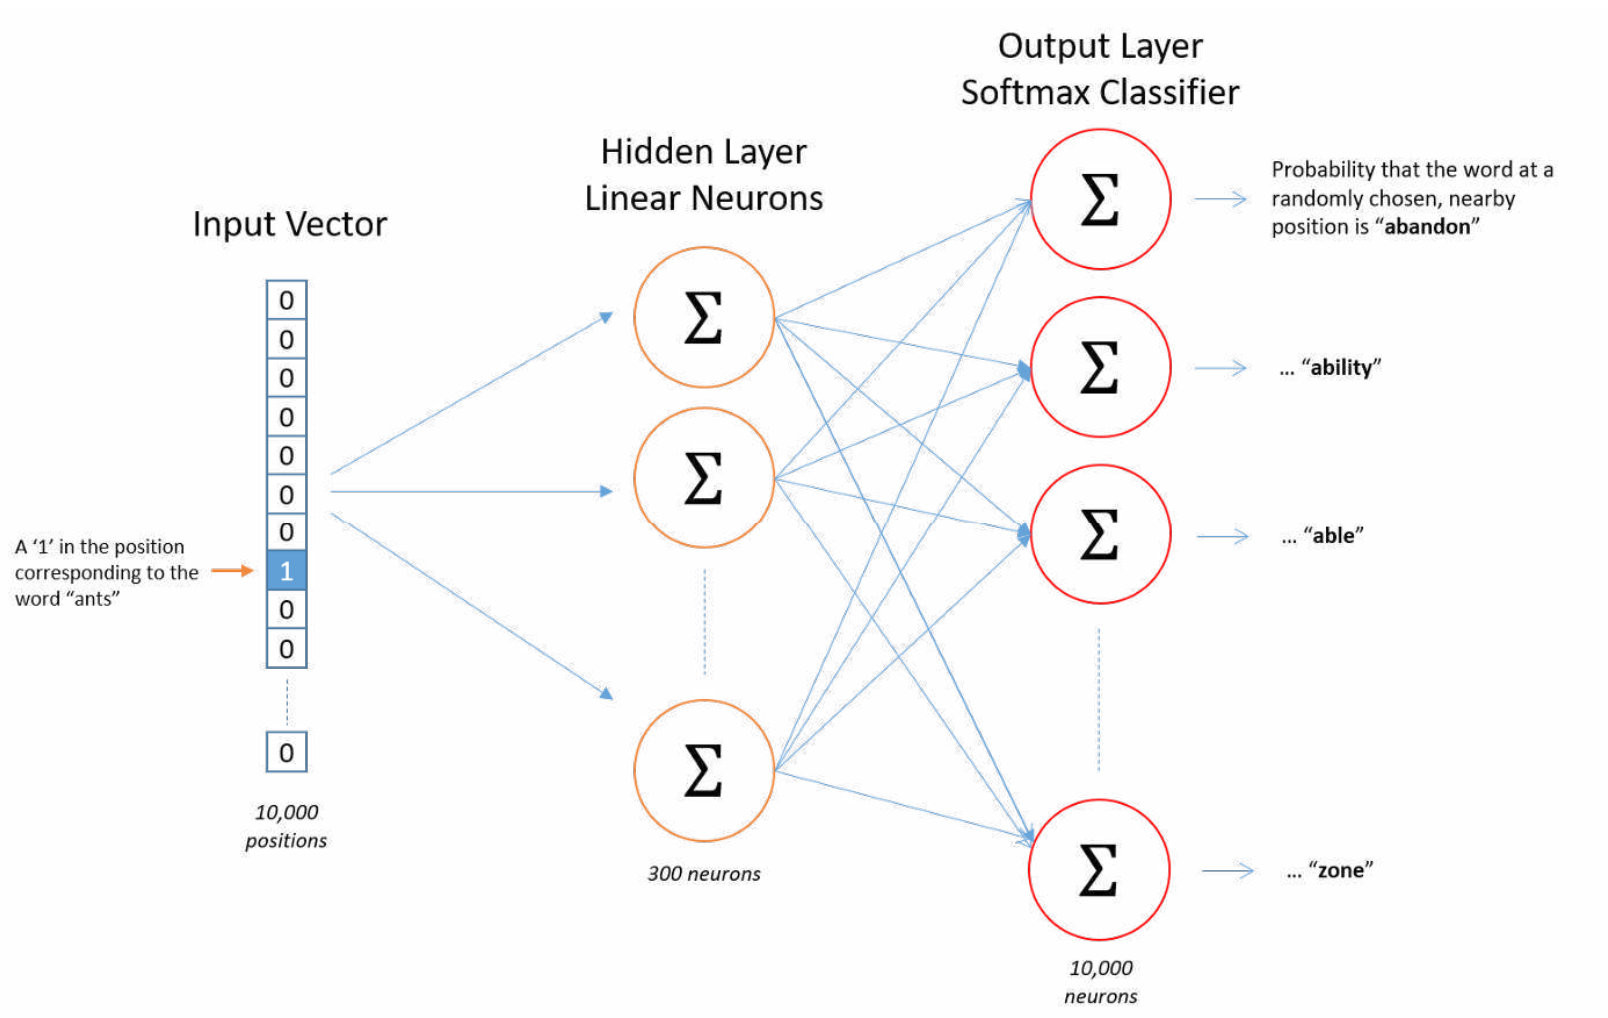 Output Layer
Softmax Classifier
Hidden Layer
Linear Neurons
Input Vector
0
0
0
0
0
0
0
1
0
0
0
A ‘1’ in the position
corresponding to the
word “ants”
10,000
positions
Σ
Σ
Σ
300 neurons
Σ
Σ
Σ
Σ
10,000
neurons
Probability that the word at a
randomly chosen, nearby
position is “abandon”
... “ability”
... “able”
... “zone”